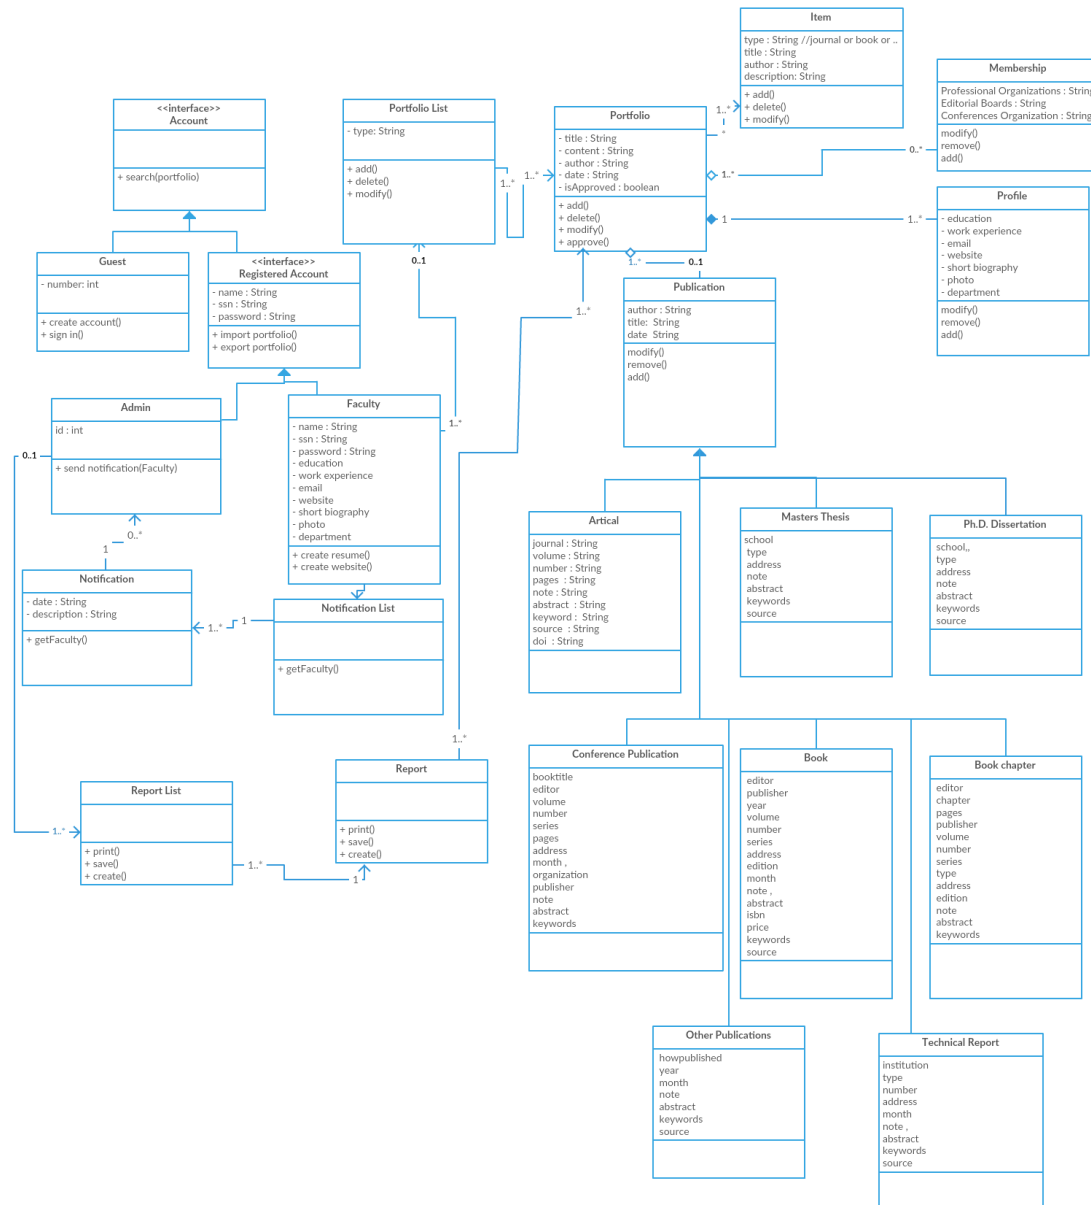 Item
type : String //journal or book or ..
title : String
author : String
description: String
+ add()
+ delete()
+ modify()
Membership
Professional Organizations : String
Editorial Boards : String
Conferences Organization : String
modify()
remove()
add()
<<interface>>
Account
+ search(portfolio)
Portfolio List
- type: String
+ add()
+ delete()
+ modify()
Portfolio
- title : String
- content : String
- author : String
- date : String
- isApproved : boolean
+ add()
+ delete()
+ modify()
+ approve()
1..*
*
1..*
1..*
1..*
0..*
1
1..*
1..*
0..1
Profile
- education
- work experience
- email
- website
- short biography
- photo
- department
modify()
remove()
add()
Guest
- number: int
+ create account()
+ sign in()
<<interface>>
Registered Account
- name : String
- ssn : String
- password : String
+ import portfolio()
+ export portfolio()
0..1
1..*
1..*
Publication
author : String
title:  String
date  String
modify()
remove()
add()
Admin
id : int
+ send notification(Faculty)
0..1
Faculty
- name : String
- ssn : String
- password : String
- education
- work experience
- email
- website
- short biography
- photo
- department
+ create resume()
+ create website()
0..*
1
Notification
- date : String
- description : String
+ getFaculty()
1..*
1
Notification List
+ getFaculty()
Artical
journal : String
volume : String
number : String
pages  : String
note : String
abstract  : String
keyword :  String
source  : String
doi  : String
Masters Thesis
school
type
address
note
abstract
keywords
source
Ph.D. Dissertation
school,,
type
address
note
abstract
keywords
source
1..*
Report
+ print()
+ save()
+ create()
Report List
+ print()
+ save()
+ create()
1..*
1..*
1
Conference Publication
booktitle
editor
volume
number
series
pages
address
month ,
organization
publisher
note
abstract
keywords
Book
editor
publisher
year
volume
number
series
address
edition
month
note ,
abstract
isbn
price
keywords
source
Book chapter
editor
chapter
pages
publisher
volume
number
series
type
address
edition
note
abstract
keywords
Other Publications
howpublished
year
month
note
abstract
keywords
source
Technical Report
institution
type
number
address
month
note ,
abstract
keywords
source